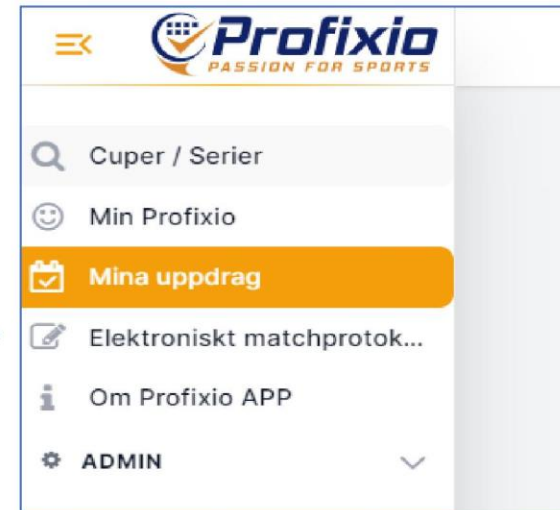 Profixio
PASSION FOR SPORTS
Cuper / Serier
Min Profixio
Mina uppdrag
Elektroniskt matchprotok...
Om Profixio APP
ADMIN